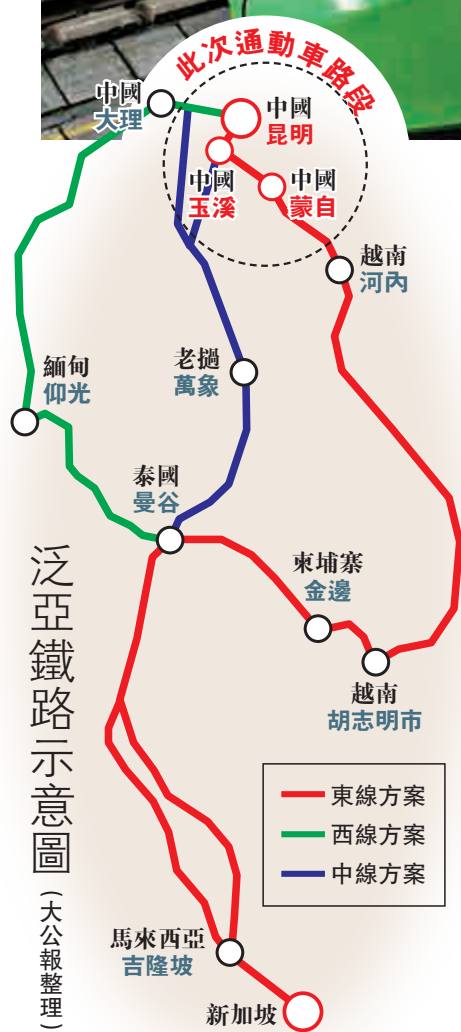 此次通動車路段
中國
大理
中國
昆明
中國
玉溪
中國
蒙自
越南
河內
老撾
萬象
緬甸
仰光
泰國
曼谷
柬埔寨
金邊
越南
胡志明市
泛亞鐵路示意圖
（大公報整理）
東線方案
西線方案
中線方案
馬來西亞
吉隆坡
新加坡